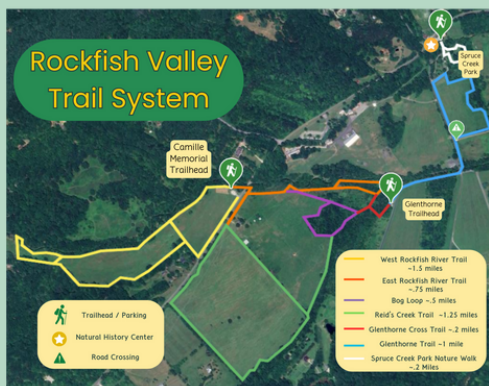 Rockfish Valley
Trail System
Spruce
Creek
Park
Camille
Memorial
Trailhead
Glenthorne
Trailhead
West Rockfish River Trail
~1.5 miles
East Rockfish River Trail
~.75 miles
Bog Loop ~.5 miles
Reid's Creek Trail ~1.25 miles
Glenthorne Cross Trail ~.2 miles
Glenthorne Trail ~1 mile
Spruce Creek Park Nature Walk
~.2 Miles
Trailhead / Parking
Natural History Center
Road Crossing